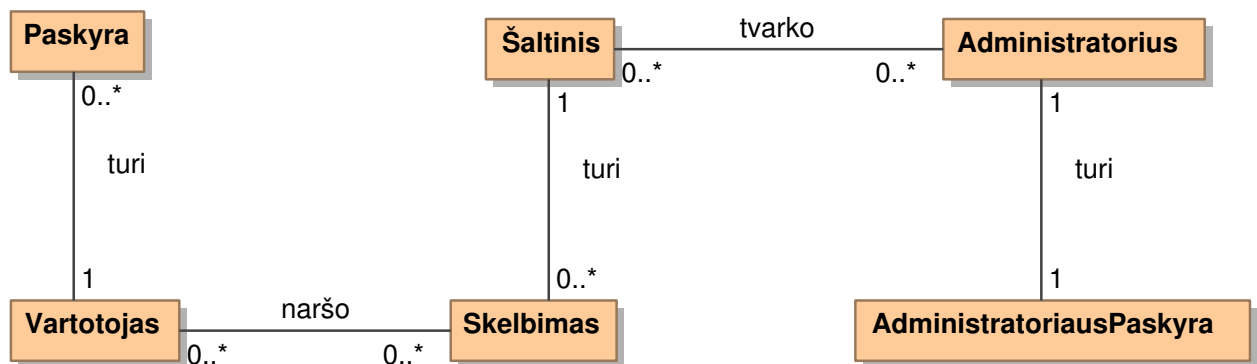 Paskyra
Šaltinis
tvarko
Administratorius
0..*
0..*
0..*
1
1
turi
turi
turi
1
0..*
1
Vartotojas
naršo
Skelbimas
AdministratoriausPaskyra
0..*
0..*